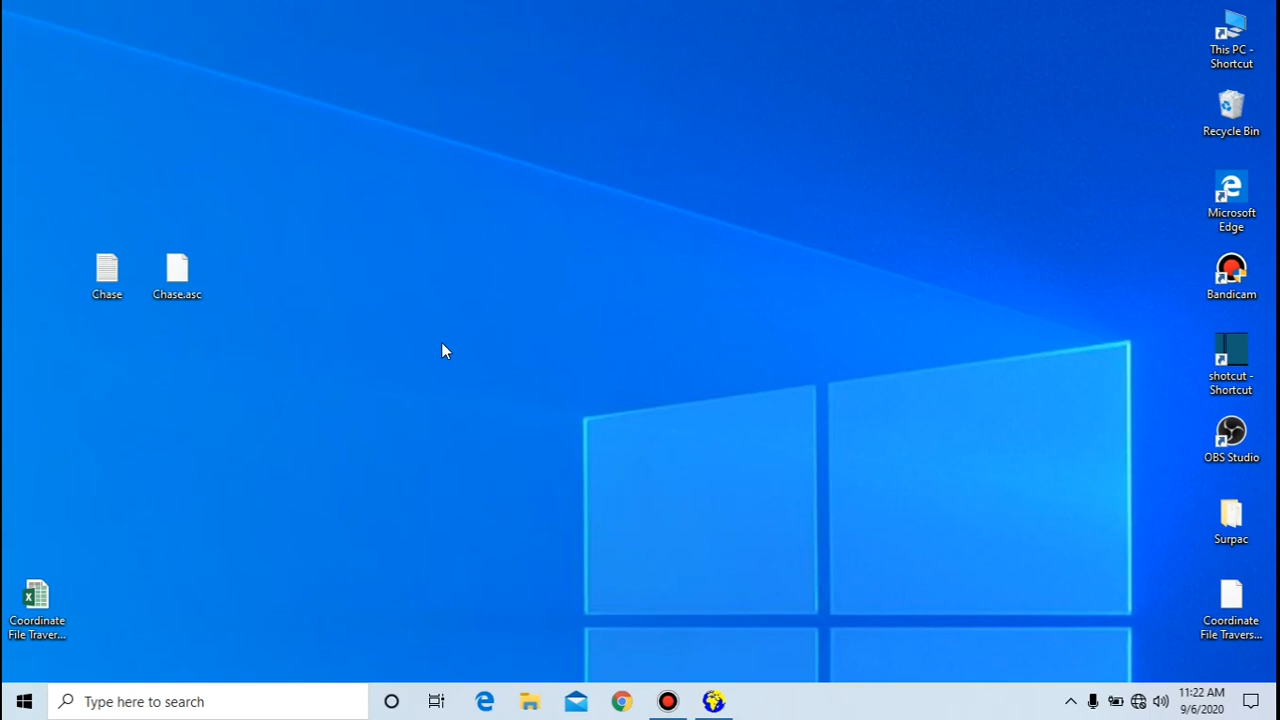 This PC -
Shortcut
Recycle Bin
Microsoft
Edge
Chase
Chase.asc
Bandicam
shotcut -
Shortcut
OBS Studio
Surpac
Coordinate
File Traver...
Coordinate
File Travers...
Type here to search
11:22 AM
9/6/2020